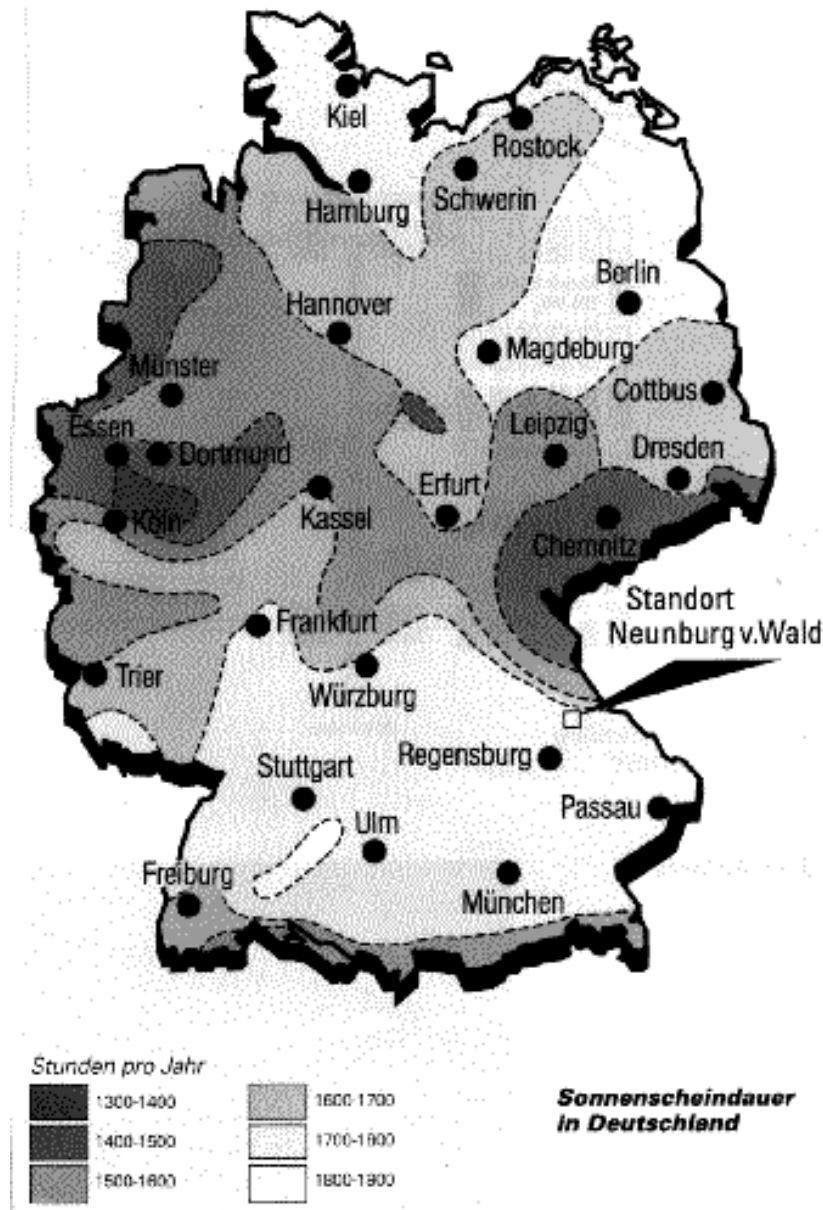 Kiel
Rostock
Schwerin
Hamburg
Berlin
Hannover
Magdeburg
Münster
Cottbus
Essen
Leipzig
Dortmund
Dresden
Erfurt
Kassel
Köln
Chemnitz
Standort
Neunburg v. Wald
Frankfurt
Trier
Würzburg
Regensburg
Stuttgart
Passau
Ulm
Freiburg
München
Stunden pro Jahr
1300-1400
1400-1500
1500-1600
1600-1700
1700-1800
1800-1900
Sonnenscheindauer
in Deutschland